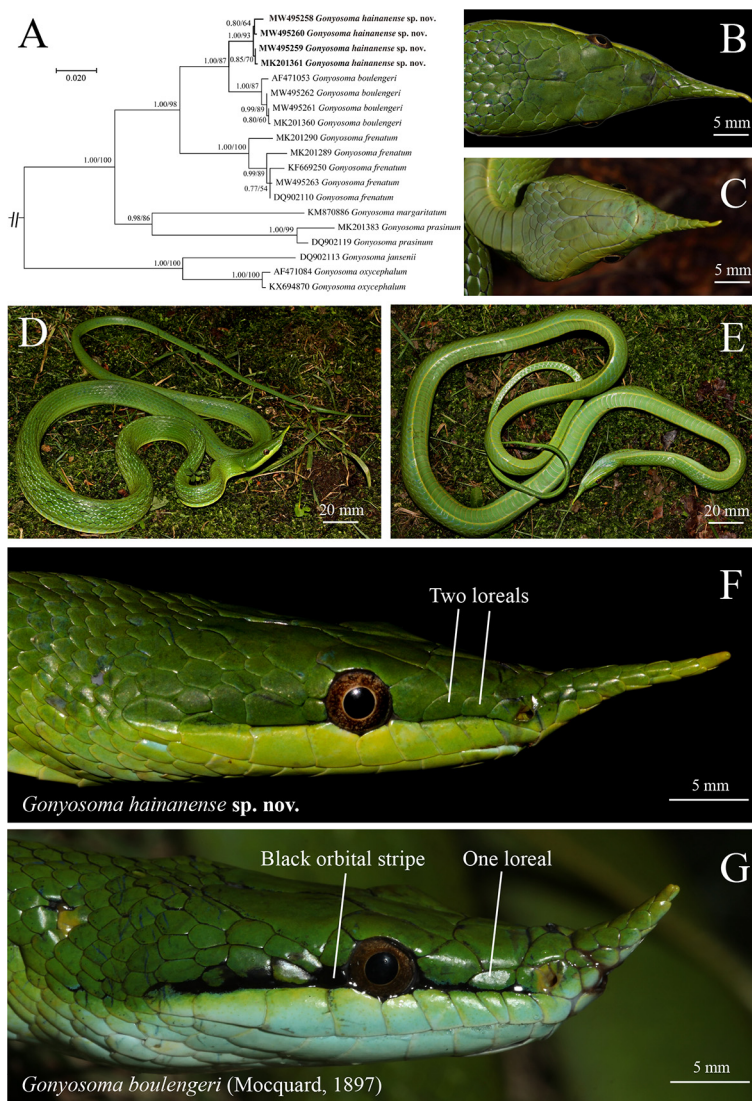 A
0.020
0.80/64
MW495258 Gonyosoma hainanense sp. nov.
1.00/93
MW495260 Gonyosoma hainanense sp. nov.
MW495259 Gonyosoma hainanense sp. nov.
0.85/70
MK201361 Gonyosoma hainanense sp. nov.
1.00/87
AF471053 Gonyosoma boulengeri
1.00/87
MW495262 Gonyosoma boulengeri
0.99/89
MW495261 Gonyosoma boulengeri
0.80/60
MK201360 Gonyosoma boulengeri
1.00/98
MK201290 Gonyosoma frenatum
1.00/100
MK201289 Gonyosoma frenatum
0.99/89
KF669250 Gonyosoma frenatum
MW495263 Gonyosoma frenatum
0.77/54
DQ902110 Gonyosoma frenatum
1.00/100
KM870886 Gonyosoma margaritatum
0.98/86
MK201383 Gonyosoma prasinum
1.00/99
DQ902119 Gonyosoma prasinum
DQ902113 Gonyosoma jansenii
1.00/100
AF471084 Gonyosoma oxycephalum
1.00/100
KX694870 Gonyosoma oxycephalum
B
5 mm
C
5 mm
D
20 mm
E
20 mm
F
Two loreals
5 mm
Gonyosoma hainanense sp. nov.
G
Black orbital stripe
One loreal
5 mm
Gonyosoma boulengeri (Mocquard, 1897)